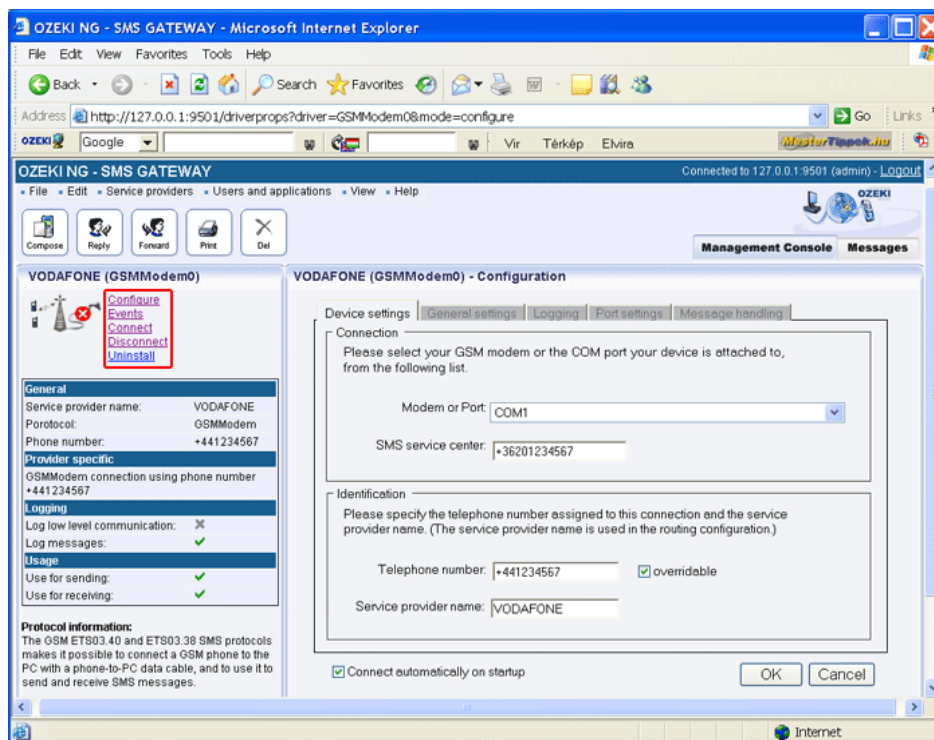 OZEKI NG - SMS GATEWAY - Microsoft Internet Explorer
File Edit View Favorites Tools Help
Back Search Favorites
Address http://127.0.0.1:9501/driverprops?driver=GSMModem0&mode=configure Go Links
OZEKI Google Vir Térkép Elvira MusterTippek.hu
OZEKI NG - SMS GATEWAY Connected to 127.0.0.1:9501 (admin) - Logout
File Edit Service providers Users and applications View Help
OZEKI
Compose Reply Forward Print Del
Management Console Messages
VODAFONE (GSMModem0)
Configure
Events
Connect
Disconnect
Uninstall
General
Service provider name: VODAFONE
Porotocol: GSMModem
Phone number: +441234567
Provider specific
GSMModem connection using phone number
+441234567
Logging
Log low level communication:
Log messages:
Usage
Use for sending:
Use for receiving:
Protocol information:
The GSM ETS03.40 and ETS03.38 SMS protocols
makes it possible to connect a GSM phone to the
PC with a phone-to-PC data cable, and to use it to
send and receive SMS messages.
VODAFONE (GSMModem0) - Configuration
Device settings General settings Logging Port settings Message handling
Connection
Please select your GSM modem or the COM port your device is attached to,
from the following list.
Modem or Port: COM1
SMS service center: +36201234567
Identification
Please specify the telephone number assigned to this connection and the service
provider name. (The service provider name is used in the routing configuration.)
Telephone number: +441234567 overridable
Service provider name: VODAFONE
Connect automatically on startup OK Cancel
Internet